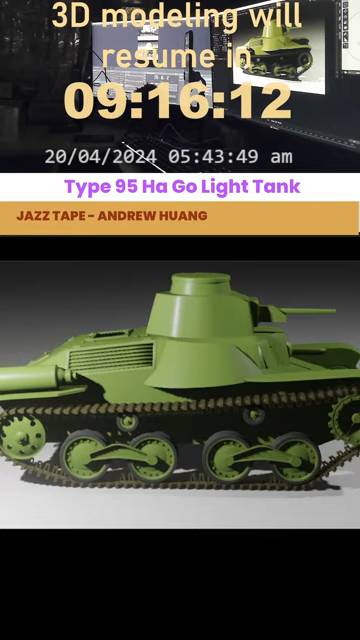 3D modeling will
resume in
09:16:12
20/04/2024 05:43:49 am
Type 95 Ha Go Light Tank
JAZZ TAPE - ANDREW HUANG